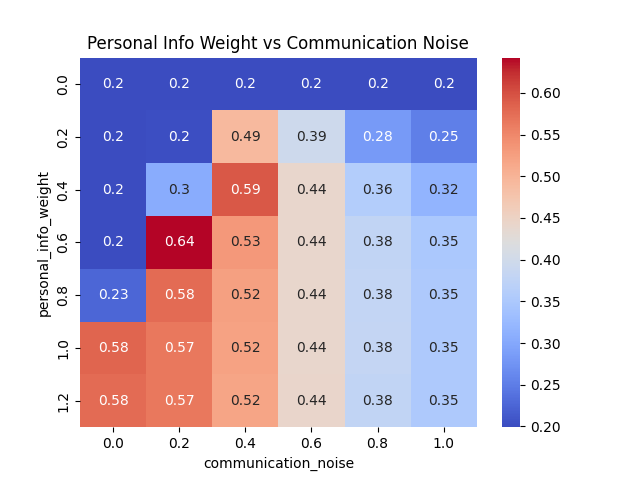 Personal Info Weight vs Communication Noise
0.0 0.2 0.2 0.2 0.2 0.2 0.2
0.2 0.2 0.2 0.49 0.39 0.28 0.25
0.4 0.2 0.3 0.59 0.44 0.36 0.32
0.6 0.2 0.64 0.53 0.44 0.38 0.35
0.8 0.23 0.58 0.52 0.44 0.38 0.35
1.0 0.58 0.57 0.52 0.44 0.38 0.35
1.2 0.58 0.57 0.52 0.44 0.38 0.35
personal_info_weight
0.0 0.2 0.4 0.6 0.8 1.0
communication_noise
0.60
0.55
0.50
0.45
0.40
0.35
0.30
0.25
0.20